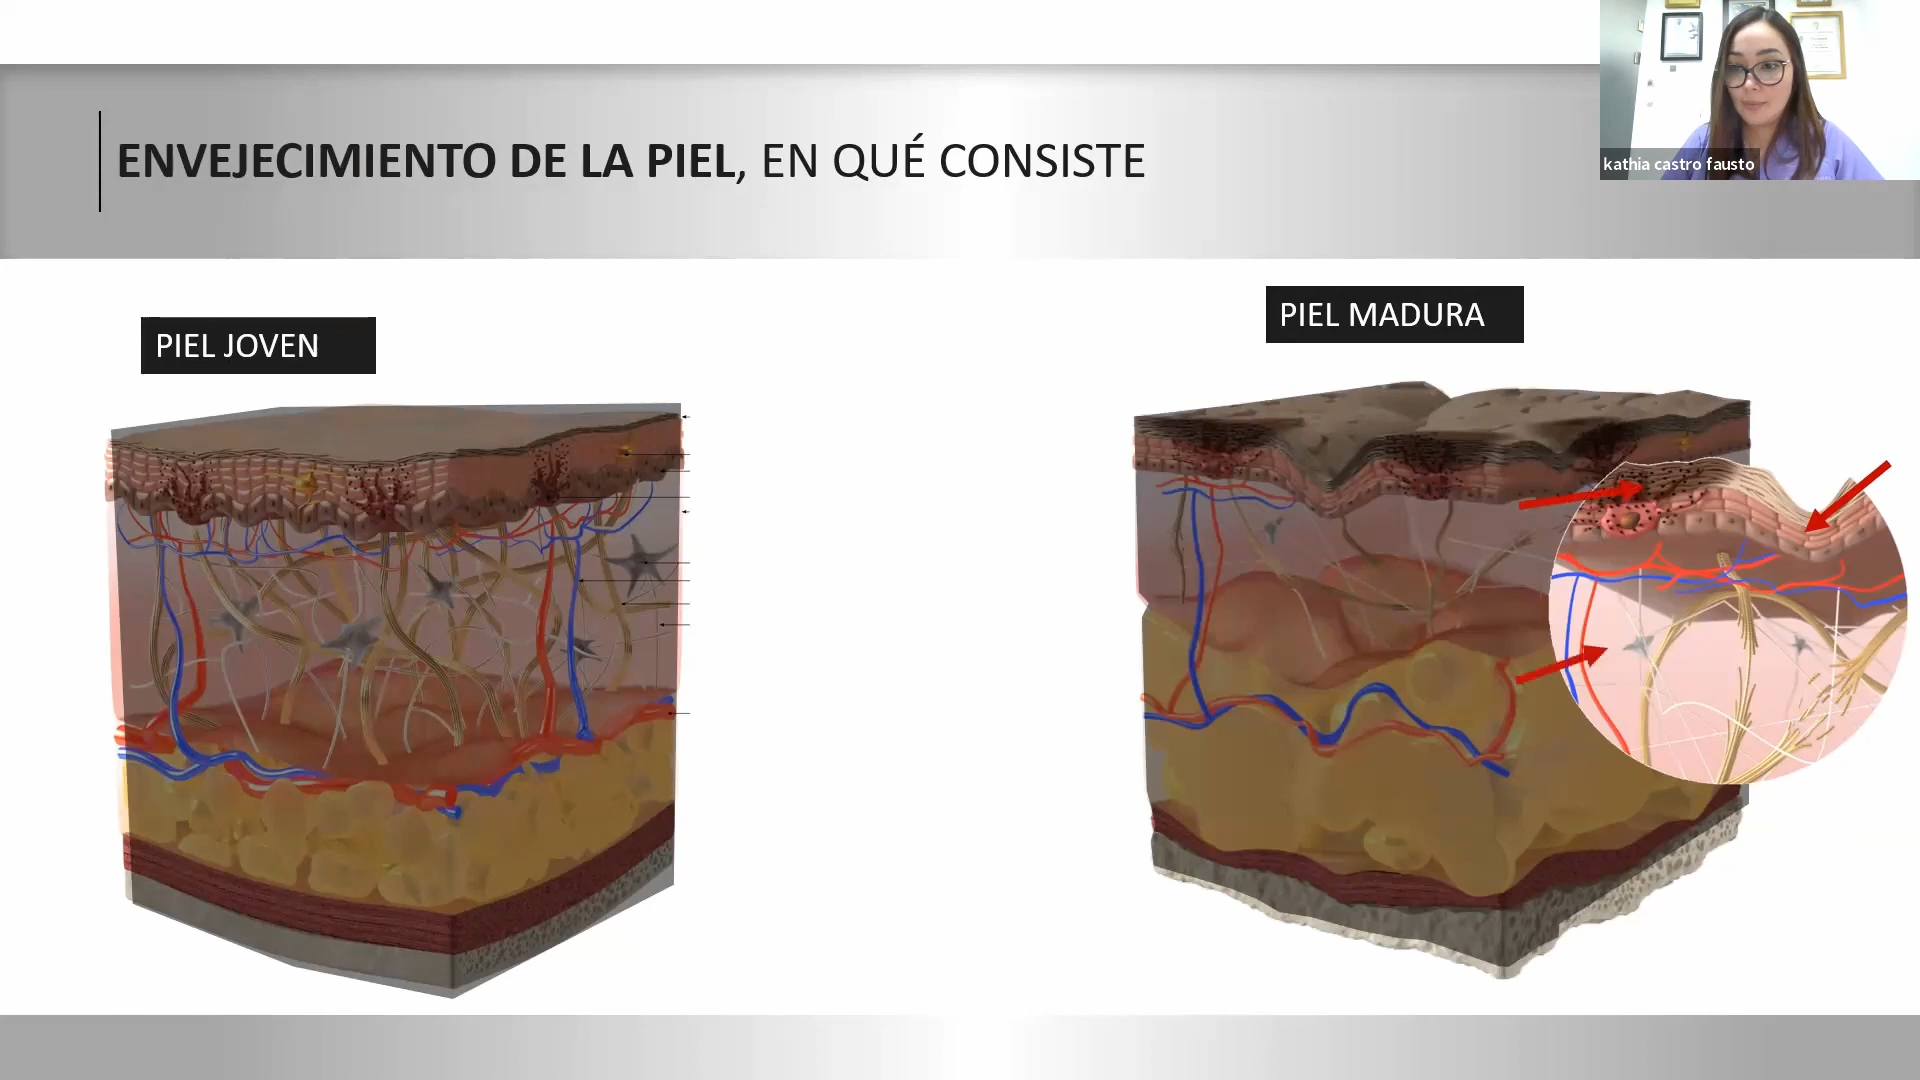 kathia castro fausto
ENVEJECIMIENTO DE LA PIEL, EN QUÉ CONSISTE
PIEL JOVEN
PIEL MADURA